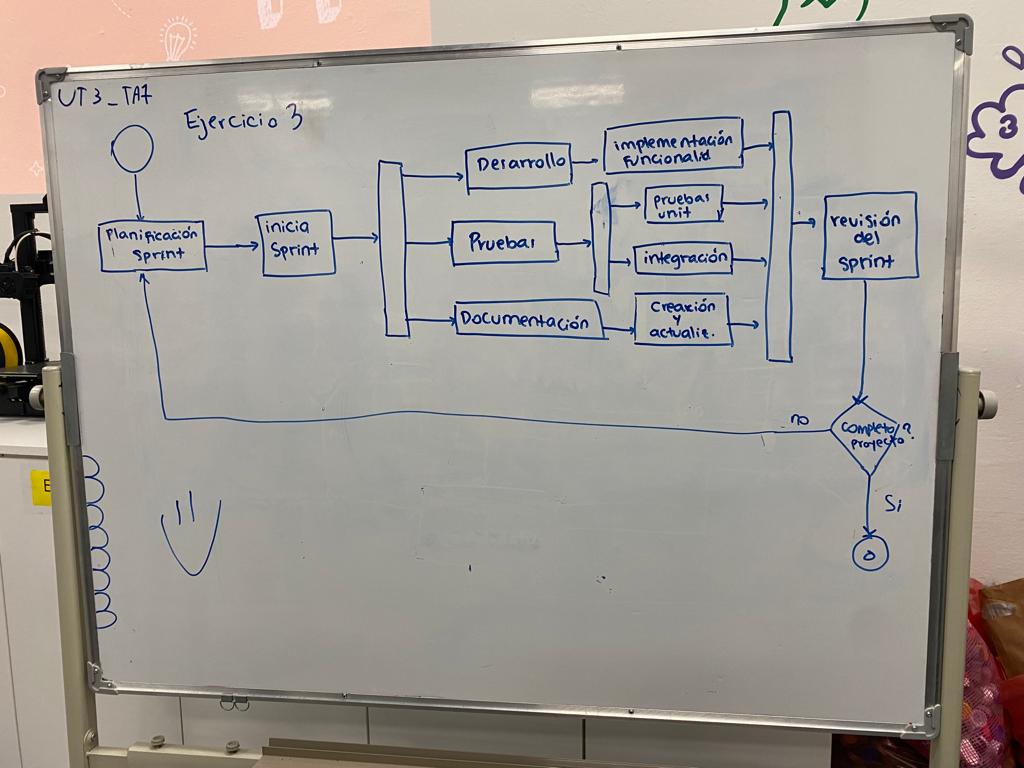 UT3_TA7
Ejercicio 3
Planificación
sprint
inicia
sprint
Desarrollo
implementación
funcionalid
Pruebas
pruebas
unit
integración
Documentación
Creación
y
actualiz.
revisión
del
sprint
completo?
proyecto
no
Si